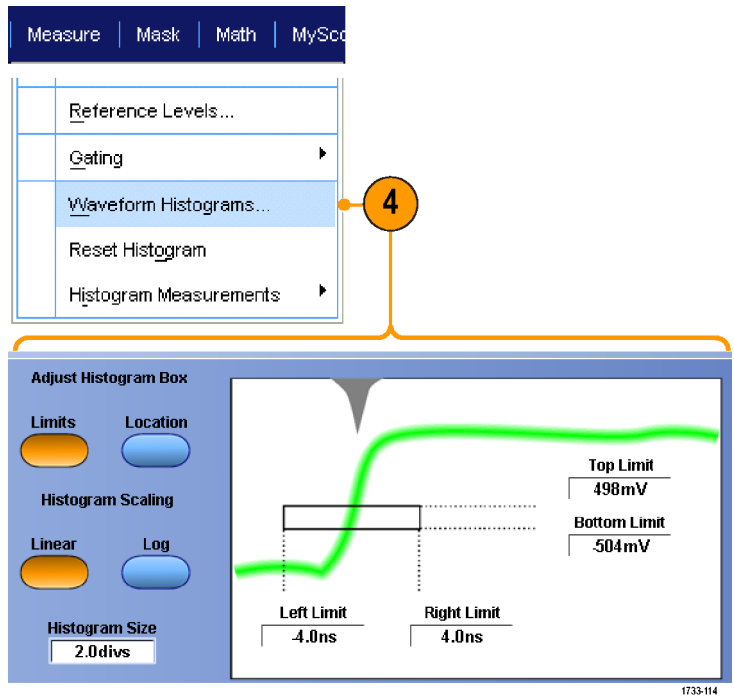 Measure | Mask | Math | MySco
Reference Levels...
Gating
Waveform Histograms...
4
Reset Histogram
Histogram Measurements
Adjust Histogram Box
Limits Location
Histogram Scaling
Linear Log
Histogram Size
2.0divs
Top Limit
498mV
Bottom Limit
-504mV
Left Limit Right Limit
-4.0ns 4.0ns
1733-114